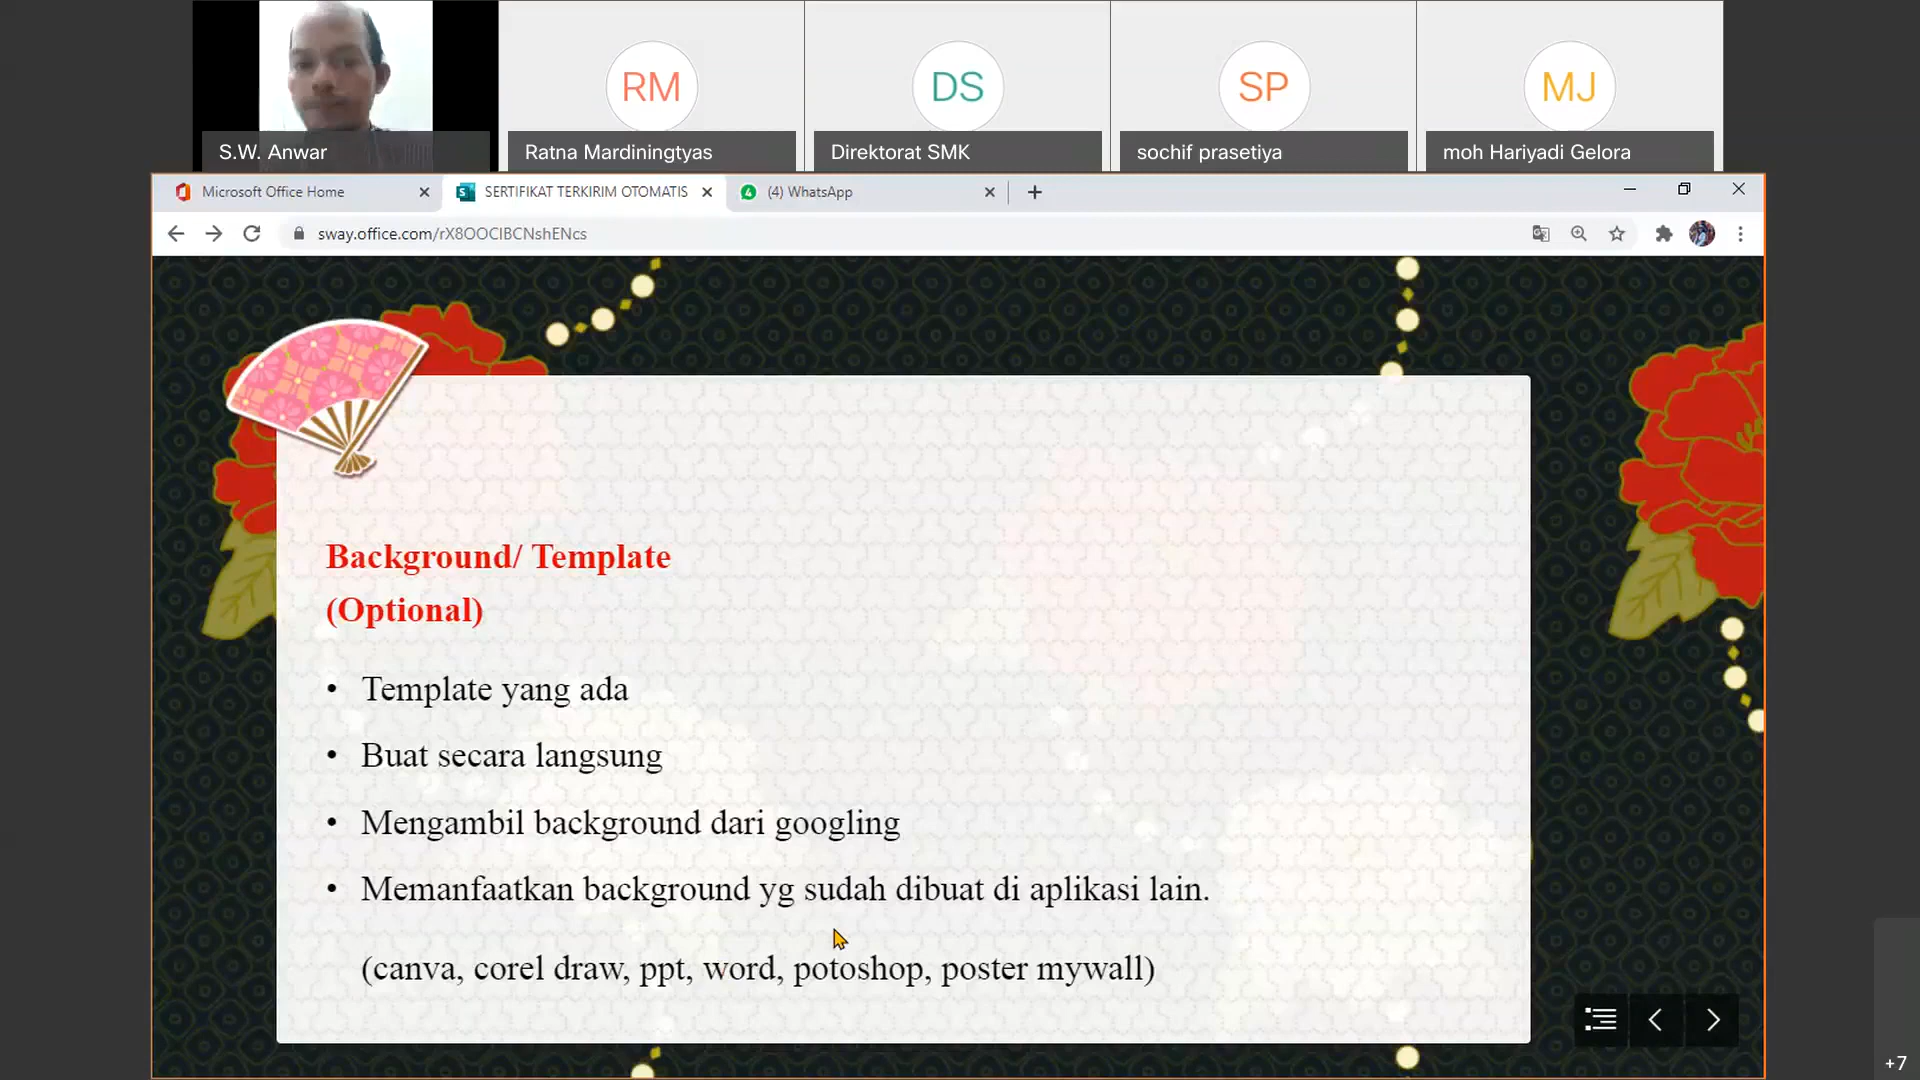 RM
DS
SP
MJ
S.W. Anwar
Ratna Mardiningtyas
Direktorat SMK
sochif prasetiya
moh Hariyadi Gelora
Microsoft Office Home
SERTIFIKAT TERKIRIM OTOMATIS
(4) WhatsApp
sway.office.com/rX8OOCIBCNshENcs
Background/ Template
(Optional)
• Template yang ada
• Buat secara langsung
• Mengambil background dari googling
• Memanfaatkan background yg sudah dibuat di aplikasi lain.
(canva, corel draw, ppt, word, potoshop, poster mywall)
+7